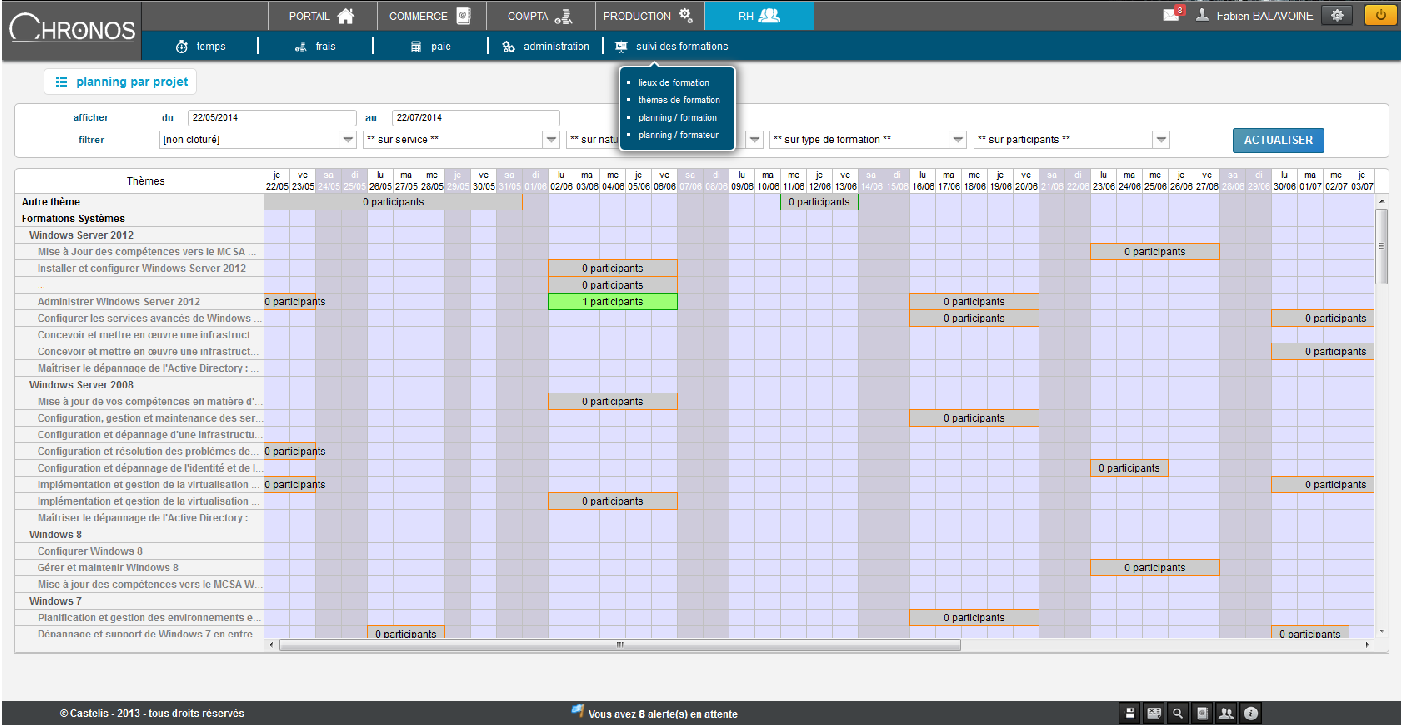 CHRONOS
PORTAIL COMMERCE COMPTA PRODUCTION RH 3 Fabien BALAVOINE
temps frais paie administration suivi des formations
planning par projet
lieux de formation
thèmes de formation
planning / formation
planning / formateur
afficher du 22/05/2014 au 22/07/2014
filtrer [non cloturé] ** sur service ** ** sur natu ** sur type de formation ** ** sur participants ** ACTUALISER
Thèmes je ve sa di lu ma me je ve sa di lu ma me je ve sa di lu ma me je ve sa di lu ma me je ve sa di lu ma me je ve sa di lu ma me je
22/05 23/05 24/05 25/05 26/05 27/05 28/05 29/05 30/05 31/05 01/06 02/06 03/06 04/06 05/06 06/06 07/06 08/06 09/06 10/06 11/06 12/06 13/06 14/06 15/06 16/06 17/06 18/06 19/06 20/06 21/06 22/06 23/06 24/06 25/06 26/06 27/06 28/06 29/06 30/06 01/07 02/07 03/07
Autre thème 0 participants 0 participants
Formations Systèmes
Windows Server 2012
Mise à Jour des compétences vers le MCSA ... 0 participants
Installer et configurer Windows Server 2012 0 participants
. 0 participants
Administrer Windows Server 2012 0 participants 1 participants 0 participants
Configurer les services avancés de Windows ... 0 participants 0 participants
Concevoir et mettre en œuvre une infrastruct...
Concevoir et mettre en œuvre une infrastruct... 0 participants
Maîtriser le dépannage de l'Active Directory : ...
Windows Server 2008
Mise à jour de vos compétences en matière d'... 0 participants
Configuration, gestion et maintenance des ser... 0 participants
Configuration et dépannage d'une infrastructu...
Configuration et résolution des problèmes de... 0 participants
Configuration et dépannage de l'identité et de l... 0 participants
Implémentation et gestion de la virtualisation ... 0 participants 0 participants
Implémentation et gestion de la virtualisation ... 0 participants
Maîtriser le dépannage de l'Active Directory :
Windows 8
Configurer Windows 8
Gérer et maintenir Windows 8 0 participants
Mise à jour des compétences vers le MCSA W...
Windows 7
Planification et gestion des environnements e... 0 participants
Dépannage et support de Windows 7 en entre 0 participants 0 participants
© Castelis - 2013 - tous droits réservés Vous avez 6 alerte(s) en attente